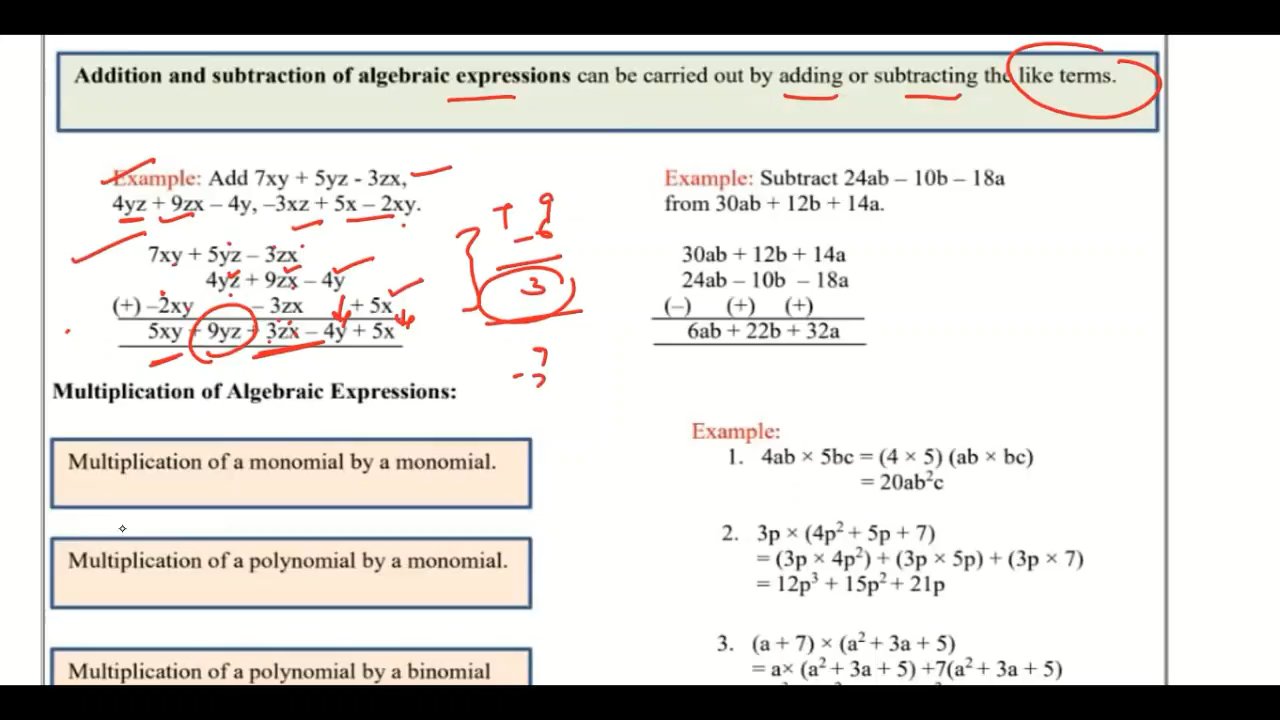 Addition and subtraction of algebraic expressions can be carried out by adding or subtracting the like terms.
Example: Add 7xy + 5yz - 3zx,
4yz + 9zx – 4y, –3xz + 5x – 2xy.
7xy + 5yz – 3zx
4yz + 9zx – 4y
(+) –2xy – 3zx + 5x
5xy + 9yz + 3zx – 4y + 5x
+ 9
– 6
3
7
Example: Subtract 24ab – 10b – 18a
from 30ab + 12b + 14a.
30ab + 12b + 14a
24ab – 10b – 18a
(–) (+) (+)
6ab + 22b + 32a
Multiplication of Algebraic Expressions:
Multiplication of a monomial by a monomial.
Multiplication of a polynomial by a monomial.
Multiplication of a polynomial by a binomial
Example:
1. 4ab × 5bc = (4 × 5) (ab × bc)
= 20ab²c
2. 3p × (4p² + 5p + 7)
= (3p × 4p²) + (3p × 5p) + (3p × 7)
= 12p³ + 15p² + 21p
3. (a + 7) × (a² + 3a + 5)
= a× (a² + 3a + 5) +7(a² + 3a + 5)